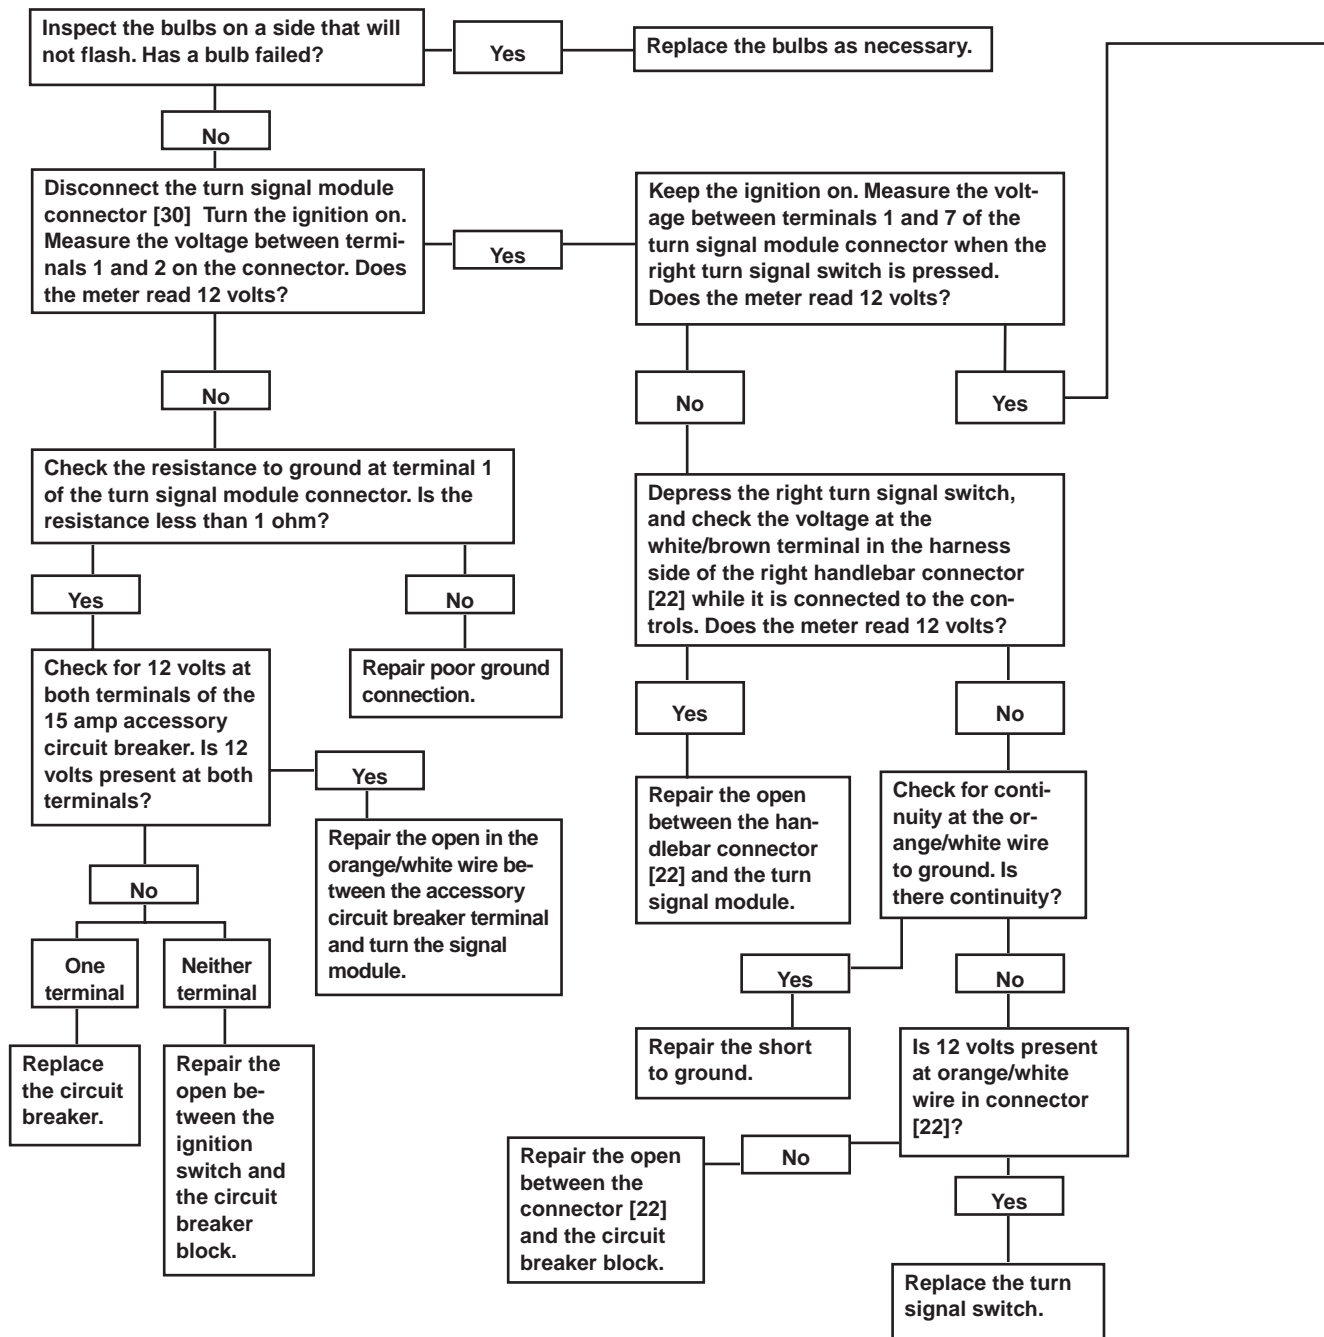 Inspect the bulbs on a side that will
not flash. Has a bulb failed?
Yes
Replace the bulbs as necessary.
No
Disconnect the turn signal module
connector [30]  Turn the ignition on.
Measure the voltage between termi-
nals 1 and 2 on the connector. Does
the meter read 12 volts?
Yes
Keep the ignition on. Measure the volt-
age between terminals 1 and 7 of the
turn signal module connector when the
right turn signal switch is pressed.
Does the meter read 12 volts?
No
No
Yes
Check the resistance to ground at terminal 1
of the turn signal module connector. Is the
resistance less than 1 ohm?
Yes
No
Repair poor ground
connection.
Check for 12 volts at
both terminals of the
15 amp accessory
circuit breaker. Is 12
volts present at both
terminals?
Yes
Repair the open in the
orange/white wire be-
tween the accessory
circuit breaker terminal
and turn the signal
module.
No
One
terminal
Neither
terminal
Replace
the circuit
breaker.
Repair the
open be-
tween the
ignition
switch and
the circuit
breaker
block.
Depress the right turn signal switch,
and check the voltage at the
white/brown terminal in the harness
side of the right handlebar connector
[22] while it is connected to the con-
trols. Does the meter read 12 volts?
Yes
No
Repair the open
between the han-
dlebar connector
[22] and the turn
signal module.
Check for conti-
nuity at the or-
ange/white wire
to ground. Is
there continuity?
Yes
No
Repair the short
to ground.
Is 12 volts present
at orange/white
wire in connector
[22]?
No
Repair the open
between the
connector [22]
and the circuit
breaker block.
Yes
Replace the turn
signal switch.